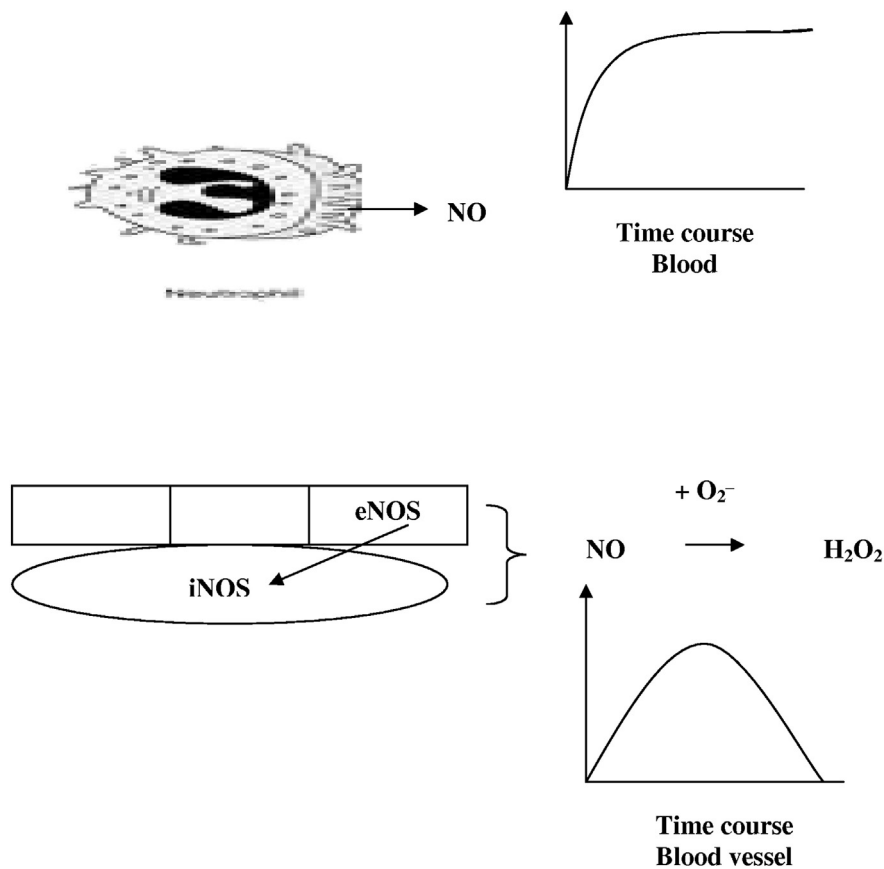 NO
Time course
Blood
eNOS
iNOS
+ O₂⁻
NO
H₂O₂
Time course
Blood vessel